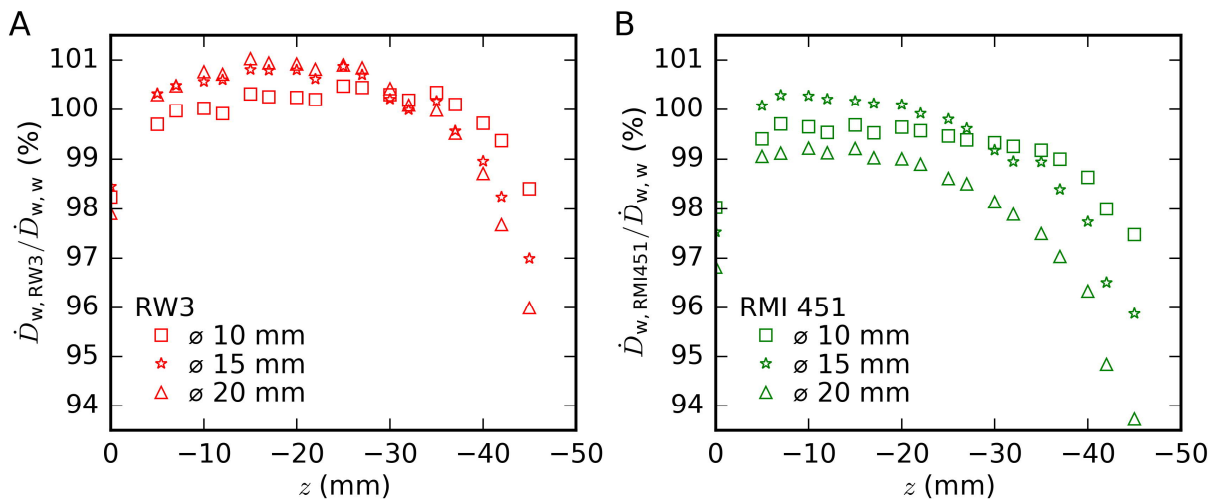 A
101
100
99
98
97
96
95
94
Ḋw,RW3/Ḋw,w (%)
RW3
⌀ 10 mm
⌀ 15 mm
⌀ 20 mm
0 −10 −20 −30 −40 −50
z (mm)
B
101
100
99
98
97
96
95
94
Ḋw,RMI451/Ḋw,w (%)
RMI 451
⌀ 10 mm
⌀ 15 mm
⌀ 20 mm
0 −10 −20 −30 −40 −50
z (mm)